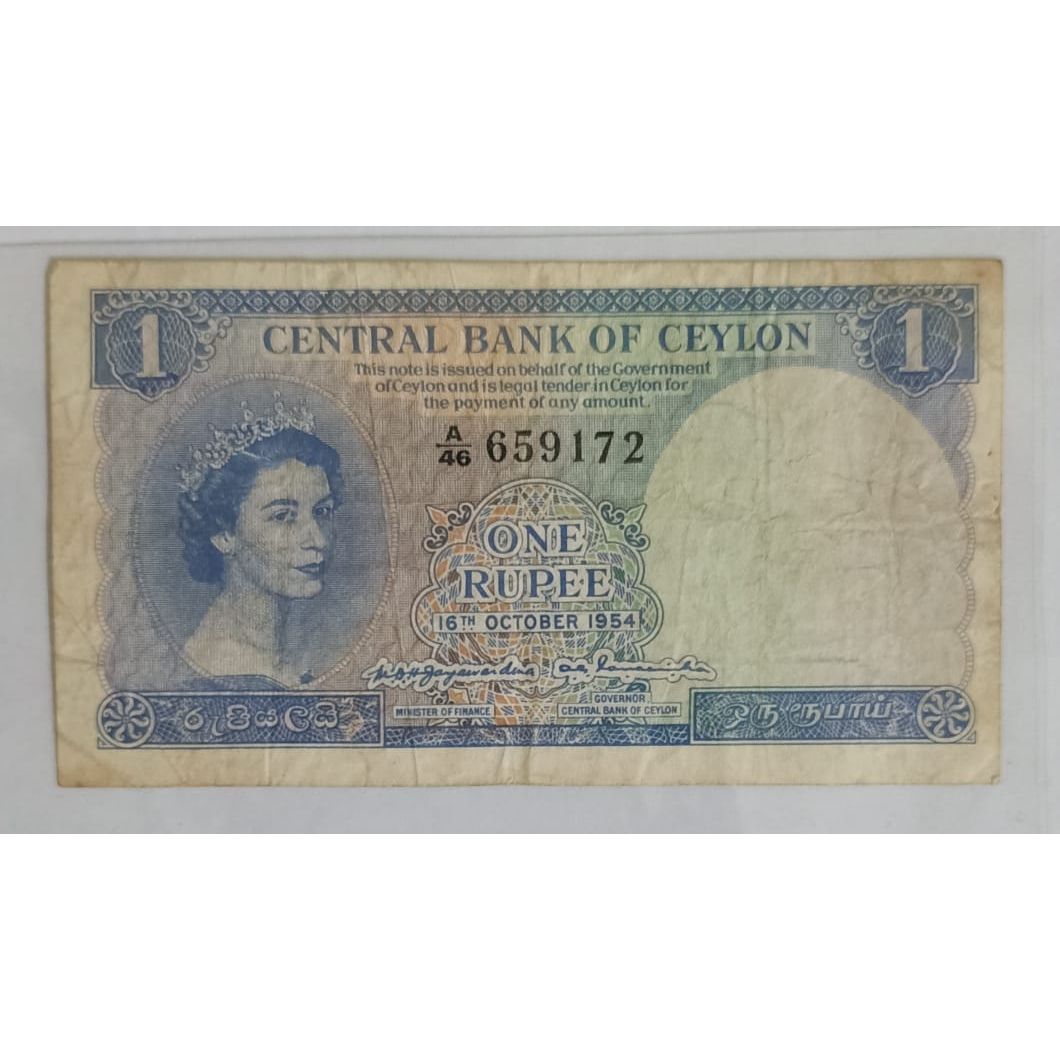 1 1
CENTRAL BANK OF CEYLON
This note is issued on behalf of the Government
of Ceylon and is legal tender in Ceylon for
the payment of any amount.
A/46 659172
ONE
RUPEE
16TH OCTOBER 1954
MINISTER OF FINANCE
GOVERNOR
CENTRAL BANK OF CEYLON
රුපියලයි
ஒரு ரூபாய்